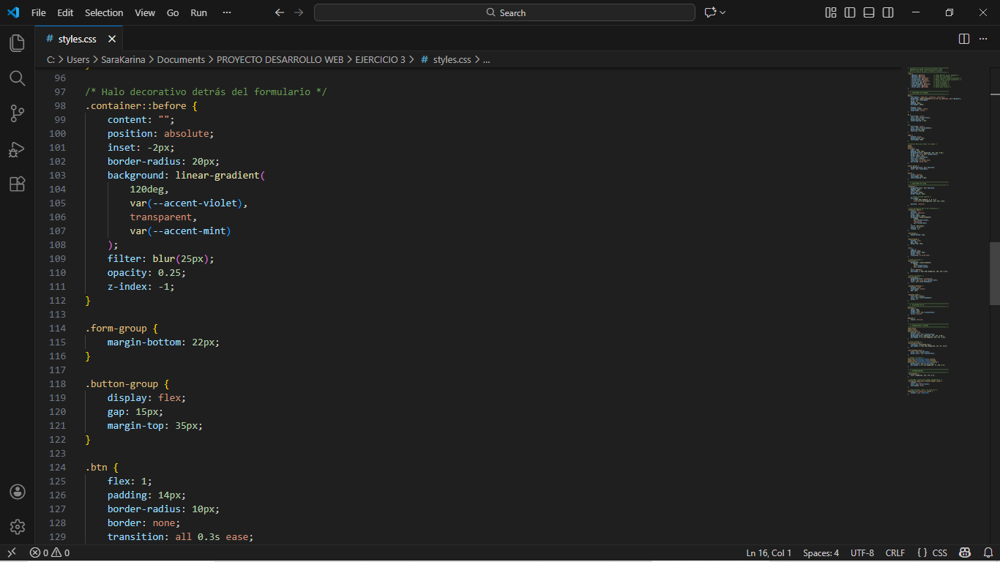 File Edit Selection View Go Run ··· Search
# styles.css
C: > Users > SaraKarina > Documents > PROYECTO DESARROLLO WEB > EJERCICIO 3 > # styles.css > ...
96
97 /* Halo decorativo detrás del formulario */
98 .container::before {
99 content: "";
100 position: absolute;
101 inset: -2px;
102 border-radius: 20px;
103 background: linear-gradient(
104 120deg,
105 var(--accent-violet),
106 transparent,
107 var(--accent-mint)
108 );
109 filter: blur(25px);
110 opacity: 0.25;
111 z-index: -1;
112 }
113
114 .form-group {
115 margin-bottom: 22px;
116 }
117
118 .button-group {
119 display: flex;
120 gap: 15px;
121 margin-top: 35px;
122 }
123
124 .btn {
125 flex: 1;
126 padding: 14px;
127 border-radius: 10px;
128 border: none;
129 transition: all 0.3s ease;
0 0 Ln 16, Col 1 Spaces: 4 UTF-8 CRLF { } CSS